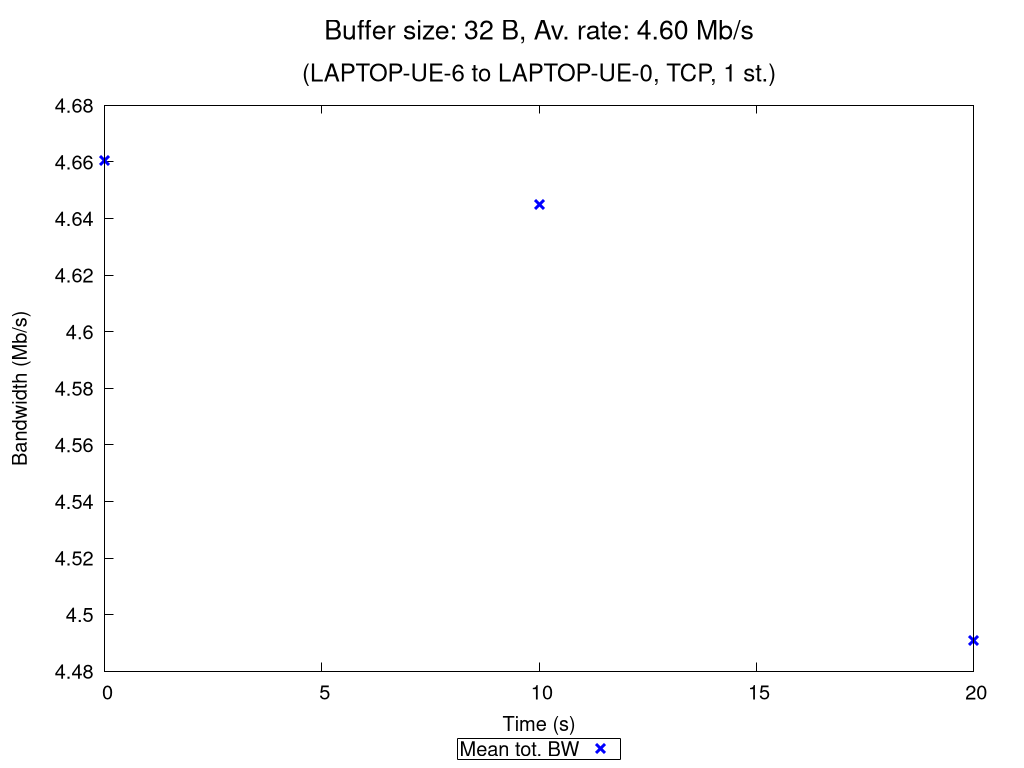 Buffer size: 32 B, Av. rate: 4.60 Mb/s
(LAPTOP-UE-6 to LAPTOP-UE-0, TCP, 1 st.)
4.68
4.66
4.64
4.62
4.6
4.58
4.56
4.54
4.52
4.5
4.48
Bandwidth (Mb/s)
0 5 10 15 20
Time (s)
Mean tot. BW